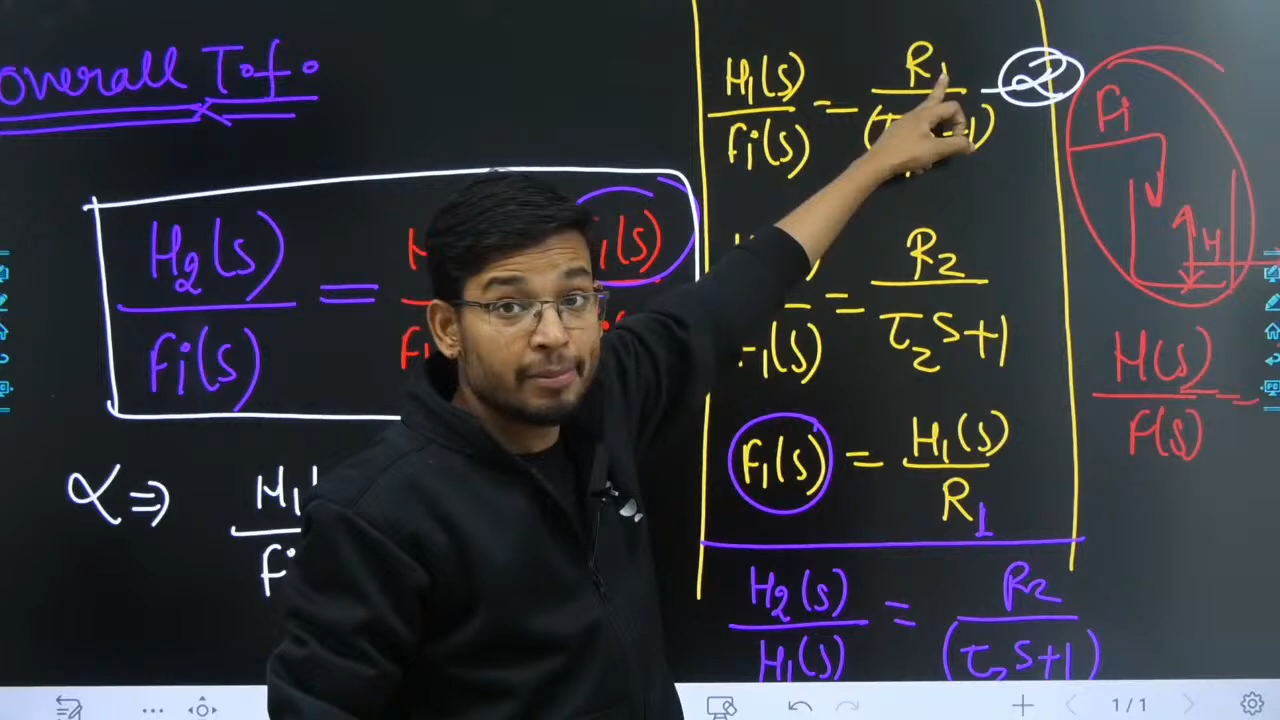 overall T.f.
H₂(s) / Fi(s) =
α ⇒
H₁(s) / Fi(s) = R₁ -α
= R₂ / τ₂s+1
F₁(s) = H₁(s) / R₁
H₂(s) / H₁(s) = R₂ / (τ₂s+1)
Fi
H
H(s) / F(s) =
1/1